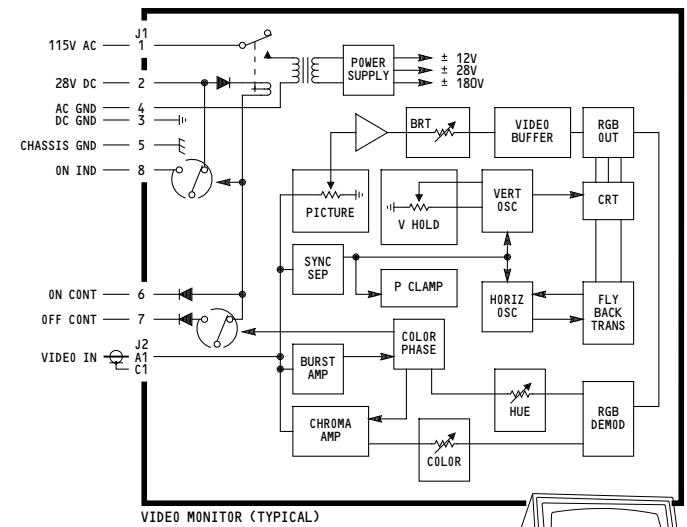 J1
115V AC 1
28V DC 2
AC GND 4
DC GND 3
CHASSIS GND 5
ON IND 8
POWER
SUPPLY
± 12V
± 28V
± 180V
BRT
VIDEO
BUFFER
RGB
OUT
PICTURE
V HOLD
VERT
OSC
CRT
SYNC
SEP
P CLAMP
HORIZ
OSC
FLY
BACK
TRANS
ON CONT 6
OFF CONT 7
J2
VIDEO IN A1
C1
COLOR
PHASE
BURST
AMP
HUE
CHROMA
AMP
COLOR
RGB
DEMOD
VIDEO MONITOR (TYPICAL)